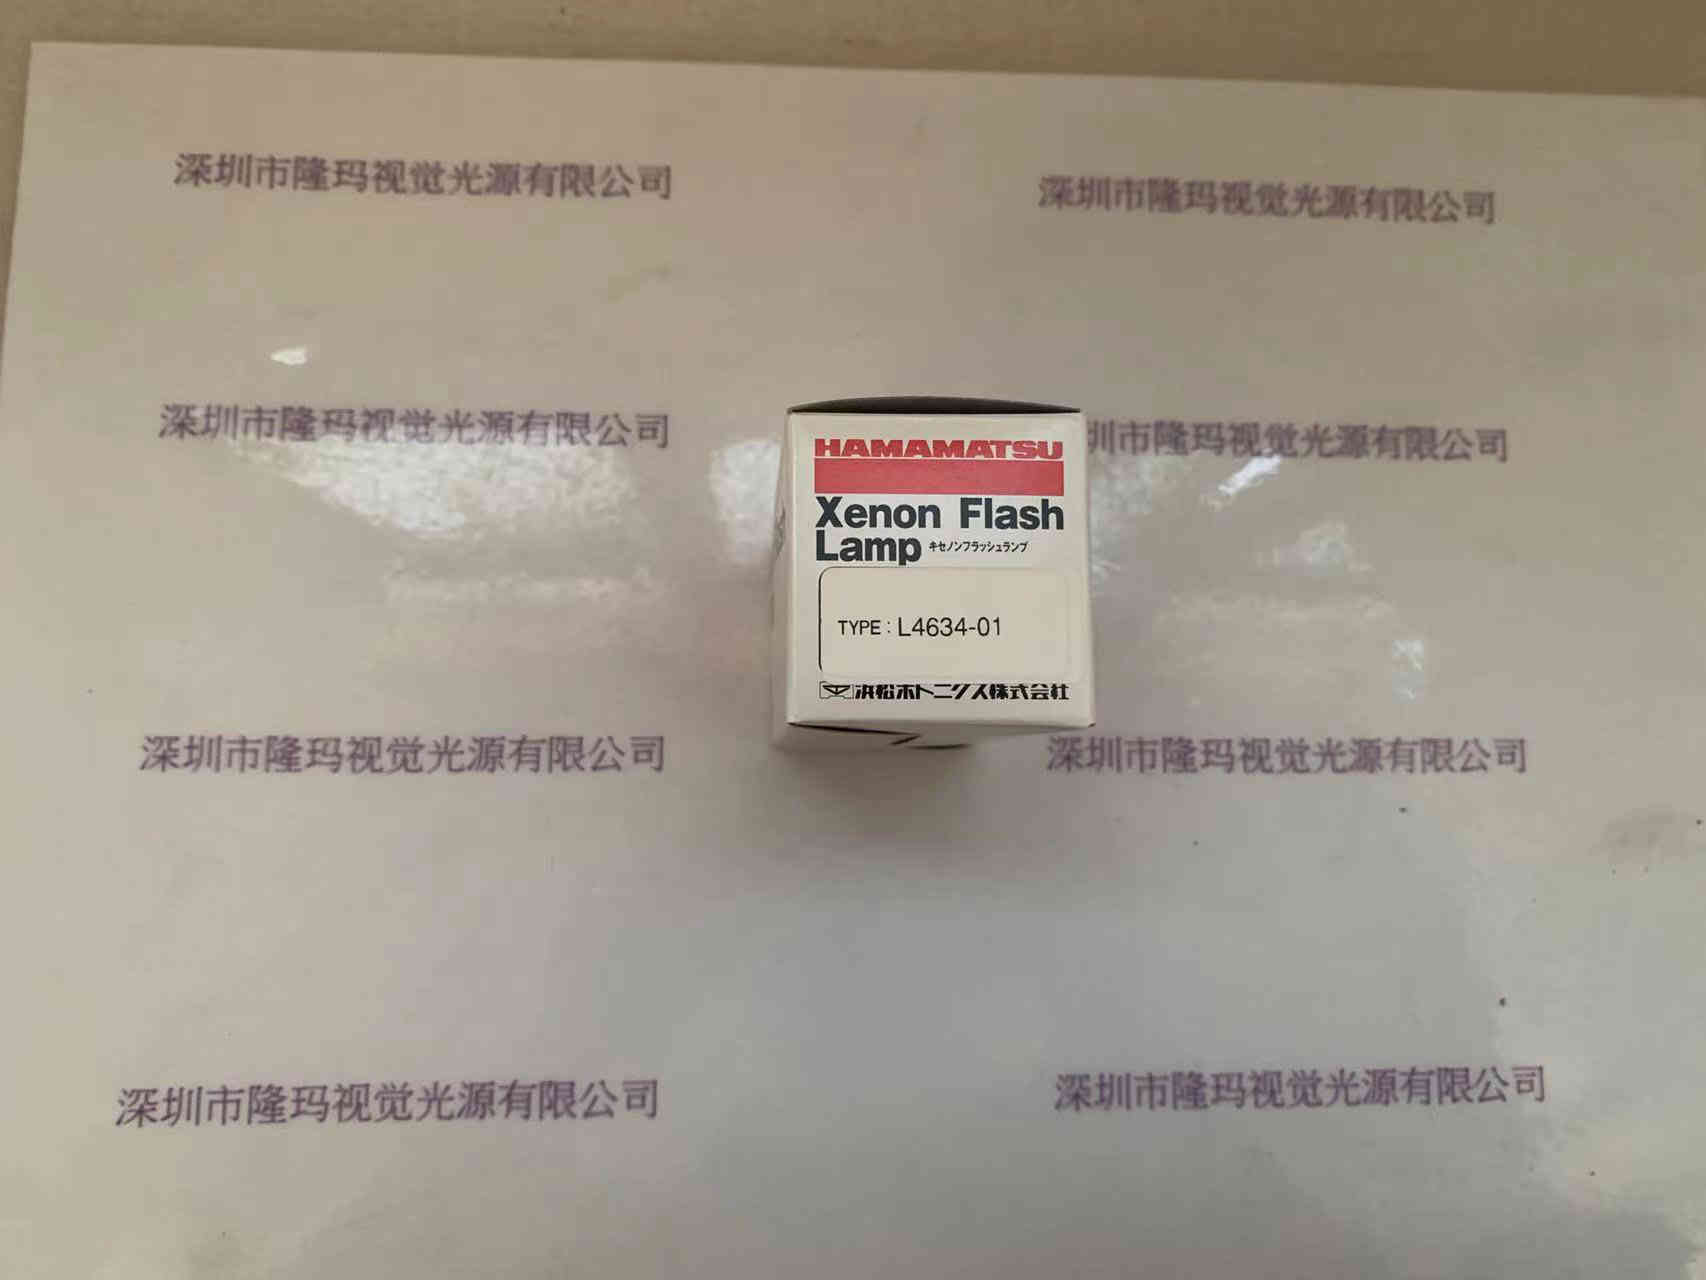 深圳市隆玛视觉光源有限公司
深圳市隆玛视觉光源有限公司
深圳市隆玛视觉光源有限公司
圳市隆玛视觉光源有限公司
HAMAMATSU
Xenon Flash
Lamp キセノンフラッシュランプ
TYPE : L4634-01
浜松ホトニクス株式会社
深圳市隆玛视觉光源有限公司
深圳市隆玛视觉光源有限公司
深圳市隆玛视觉光源有限公司
深圳市隆玛视觉光源有限公司